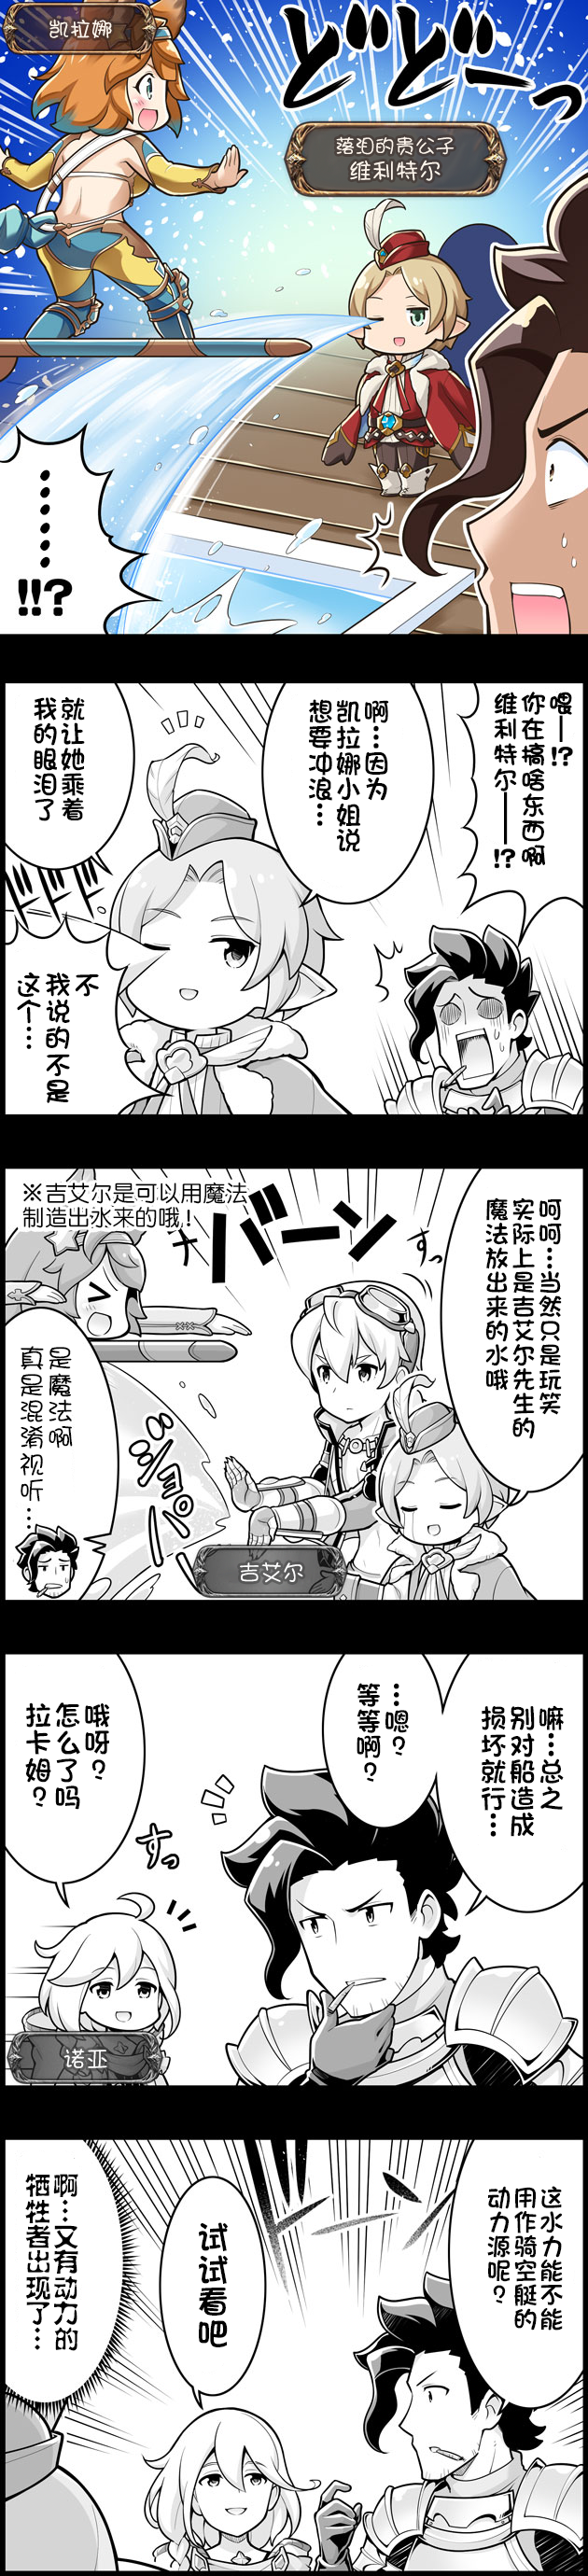 凯拉娜
どどーっ
落泪的贵公子
维利特尔
………
!!?
喂—!?
你在搞啥东西啊
维利特尔——!?
啊…因为
凯拉娜小姐说
想要冲浪…
就让她乘着
我的眼泪了
ドドドド
不
我说的不是
这个…
呵呵…当然只是玩笑
实际上是吉艾尔先生的
魔法放出来的水哦
※吉艾尔是可以用魔法
制造出水来的哦！
バーン
すっ
是魔法啊
真是混淆视听…
ジョバー
吉艾尔
嘛…总之
别对船造成
损坏就行…
…嗯？
等等啊？
哦呀？
怎么了吗
拉卡姆？
すっ
诺亚
这水力能不能
用作骑空艇的
动力源呢？
试试看吧
啊…又有动力的
牺牲者出现了…